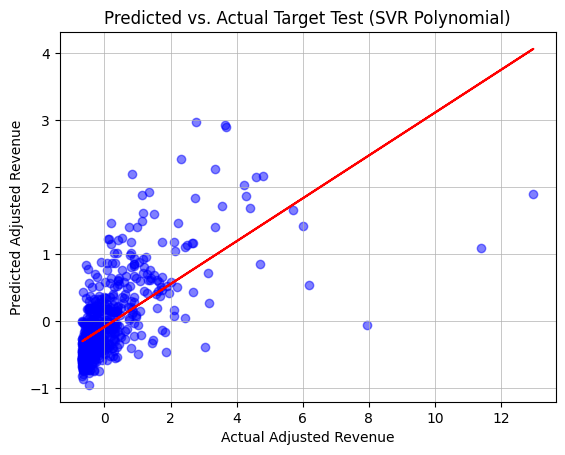 Predicted vs. Actual Target Test (SVR Polynomial)
4
3
2
1
0
−1
Predicted Adjusted Revenue
0 2 4 6 8 10 12
Actual Adjusted Revenue